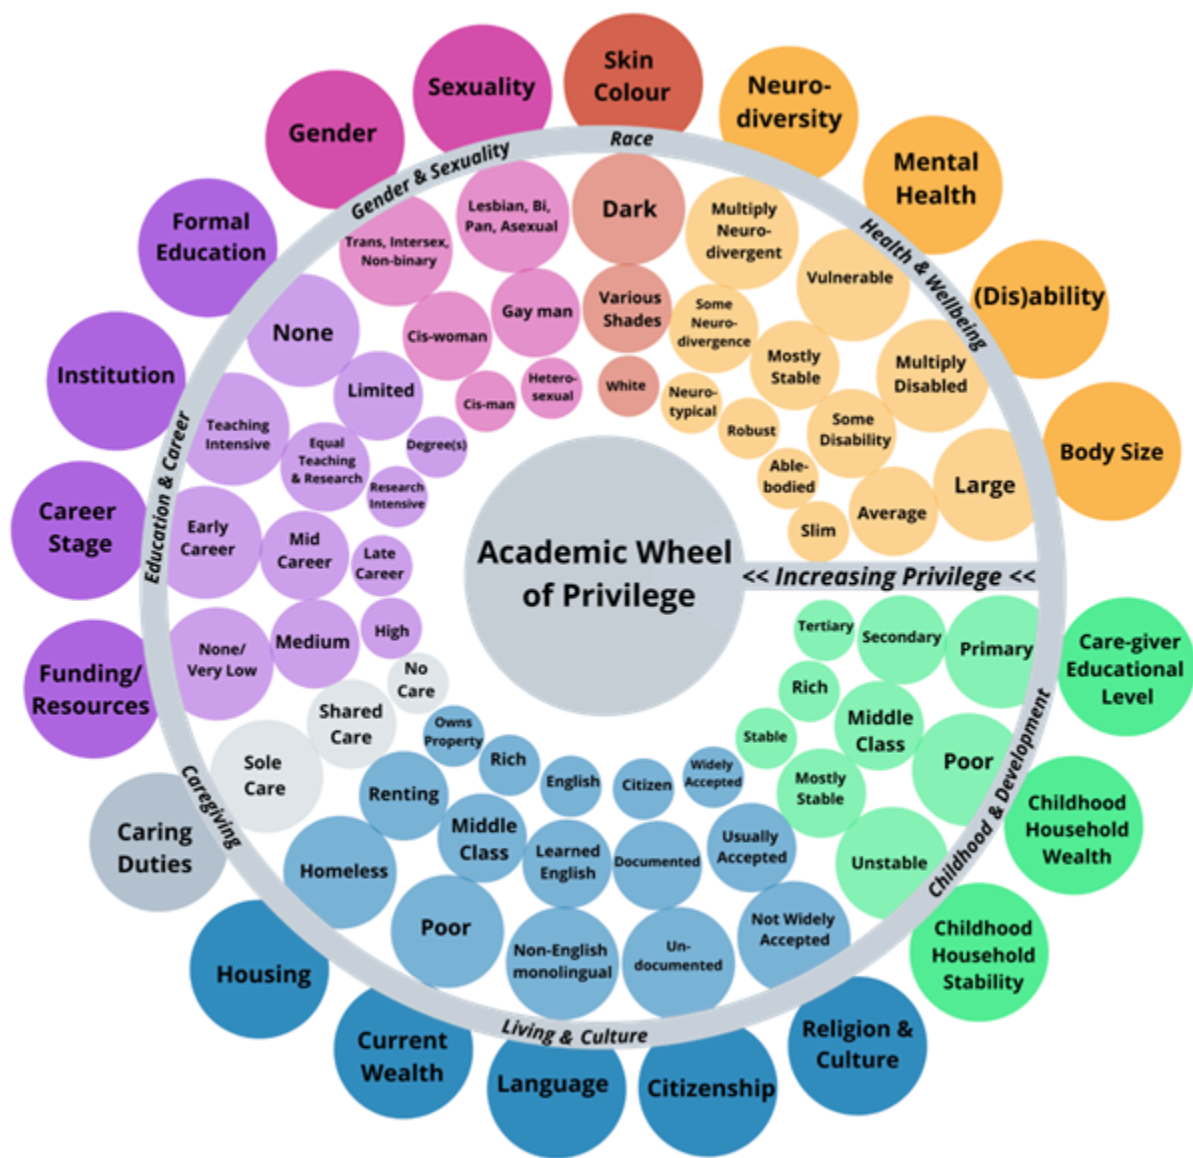 Academic Wheel
of Privilege
<< Increasing Privilege <<
Race
Skin
Colour
Dark
Various
Shades
White
Health & Wellbeing
Neuro-
diversity
Multiply
Neuro-
divergent
Some
Neuro-
divergence
Neuro-
typical
Mental
Health
Vulnerable
Mostly
Stable
Robust
(Dis)ability
Multiply
Disabled
Some
Disability
Able-
bodied
Body Size
Large
Average
Slim
Childhood & Development
Care-giver
Educational
Level
Primary
Secondary
Tertiary
Childhood
Household
Wealth
Poor
Middle
Class
Rich
Childhood
Household
Stability
Unstable
Mostly
Stable
Stable
Living & Culture
Religion &
Culture
Not Widely
Accepted
Usually
Accepted
Widely
Accepted
Citizenship
Un-
documented
Documented
Citizen
Language
Non-English
monolingual
Learned
English
English
Current
Wealth
Poor
Middle
Class
Rich
Housing
Homeless
Renting
Owns
Property
Caregiving
Caring
Duties
Sole
Care
Shared
Care
No
Care
Education & Career
Funding/
Resources
None/
Very Low
Medium
High
Career
Stage
Early
Career
Mid
Career
Late
Career
Institution
Teaching
Intensive
Equal
Teaching
& Research
Research
Intensive
Formal
Education
None
Limited
Degree(s)
Gender & Sexuality
Gender
Trans, Intersex,
Non-binary
Cis-woman
Cis-man
Sexuality
Lesbian, Bi,
Pan, Asexual
Gay man
Hetero-
sexual